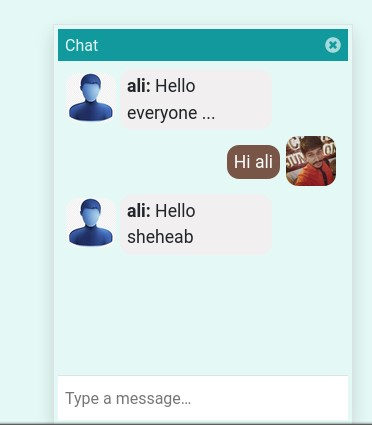 Chat
ali: Hello
everyone ...
Hi ali
ali: Hello
sheheab
Type a message...